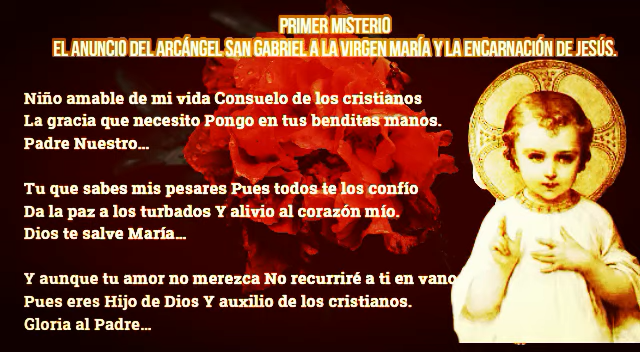 PRIMER MISTERIO
EL ANUNCIO DEL ARCÁNGEL SAN GABRIEL A LA VIRGEN MARÍA Y LA ENCARNACIÓN DE JESÚS.
Niño amable de mi vida Consuelo de los cristianos
La gracia que necesito Pongo en tus benditas manos.
Padre Nuestro...
Tu que sabes mis pesares Pues todos te los confío
Da la paz a los turbados Y alivio al corazón mío.
Dios te salve María...
Y aunque tu amor no merezca No recurriré a ti en vano
Pues eres Hijo de Dios Y auxilio de los cristianos.
Gloria al Padre...